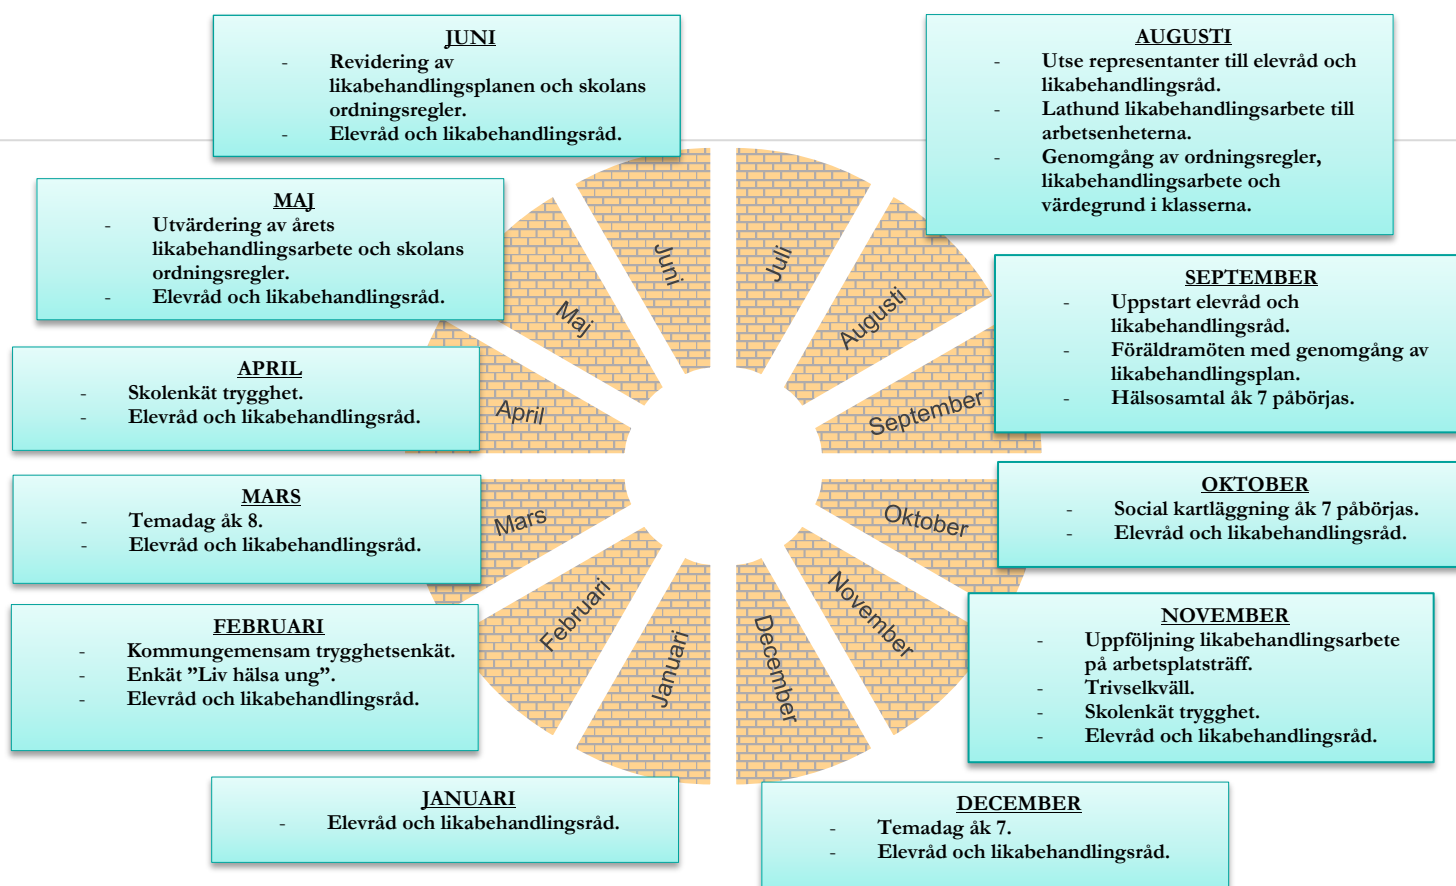 JUNI
- Revidering av
likabehandlingsplanen och skolans
ordningsregler.
- Elevråd och likabehandlingsråd.
AUGUSTI
- Utse representanter till elevråd och
likabehandlingsråd.
- Lathund likabehandlingsarbete till
arbetsenheterna.
- Genomgång av ordningsregler,
likabehandlingsarbete och
värdegrund i klasserna.
MAJ
- Utvärdering av årets
likabehandlingsarbete och skolans
ordningsregler.
- Elevråd och likabehandlingsråd.
SEPTEMBER
- Uppstart elevråd och
likabehandlingsråd.
- Föräldramöten med genomgång av
likabehandlingsplan.
- Hälsosamtal åk 7 påbörjas.
APRIL
- Skolenkät trygghet.
- Elevråd och likabehandlingsråd.
MARS
- Temadag åk 8.
- Elevråd och likabehandlingsråd.
OKTOBER
- Social kartläggning åk 7 påbörjas.
- Elevråd och likabehandlingsråd.
FEBRUARI
- Kommungemensam trygghetsenkät.
- Enkät ”Liv hälsa ung”.
- Elevråd och likabehandlingsråd.
NOVEMBER
- Uppföljning likabehandlingsarbete
på arbetsplatsträff.
- Trivselkväll.
- Skolenkät trygghet.
- Elevråd och likabehandlingsråd.
JANUARI
- Elevråd och likabehandlingsråd.
DECEMBER
- Temadag åk 7.
- Elevråd och likabehandlingsråd.
Juni
Juli
Maj
Augusti
April
September
Mars
Oktober
Februari
November
Januari
December